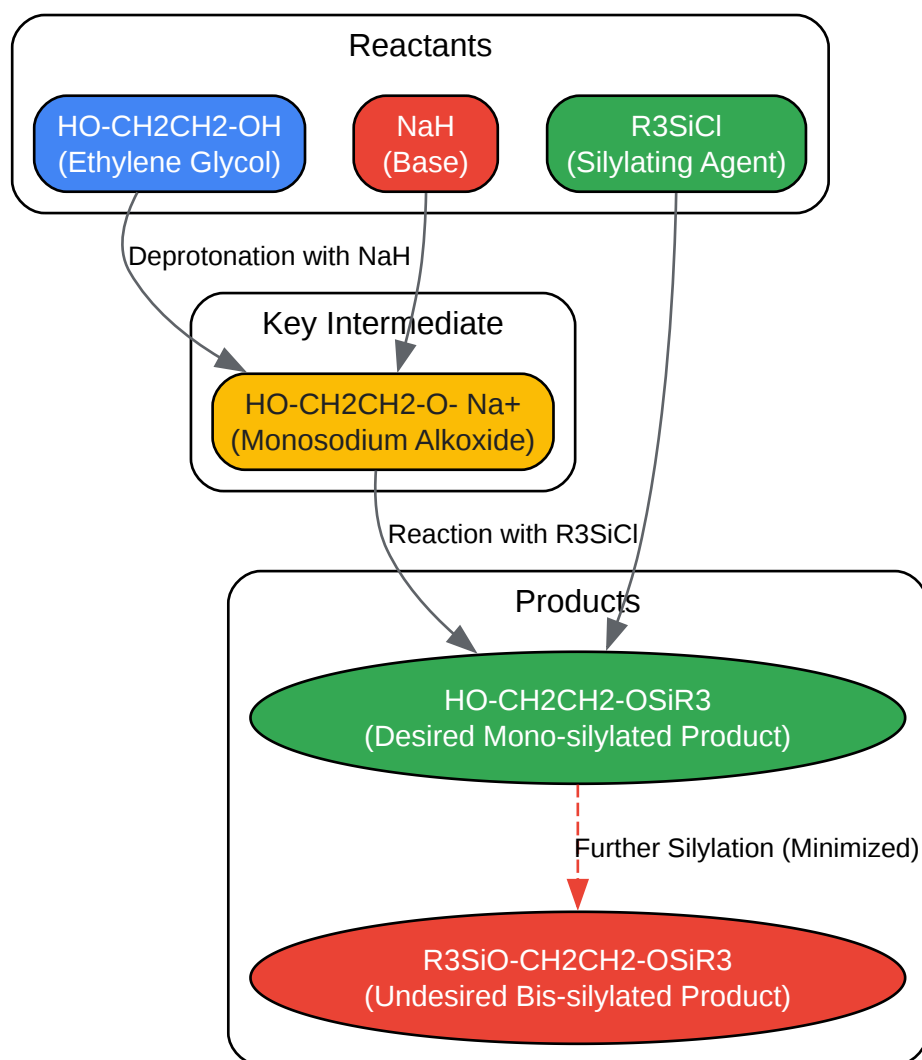 Reactants
HO-CH2CH2-OH
(Ethylene Glycol)
NaH
(Base)
R3SiCl
(Silylating Agent)
Deprotonation with NaH
Key Intermediate
HO-CH2CH2-O- Na+
(Monosodium Alkoxide)
Reaction with R3SiCl
Products
HO-CH2CH2-OSiR3
(Desired Mono-silylated Product)
Further Silylation (Minimized)
R3SiO-CH2CH2-OSiR3
(Undesired Bis-silylated Product)